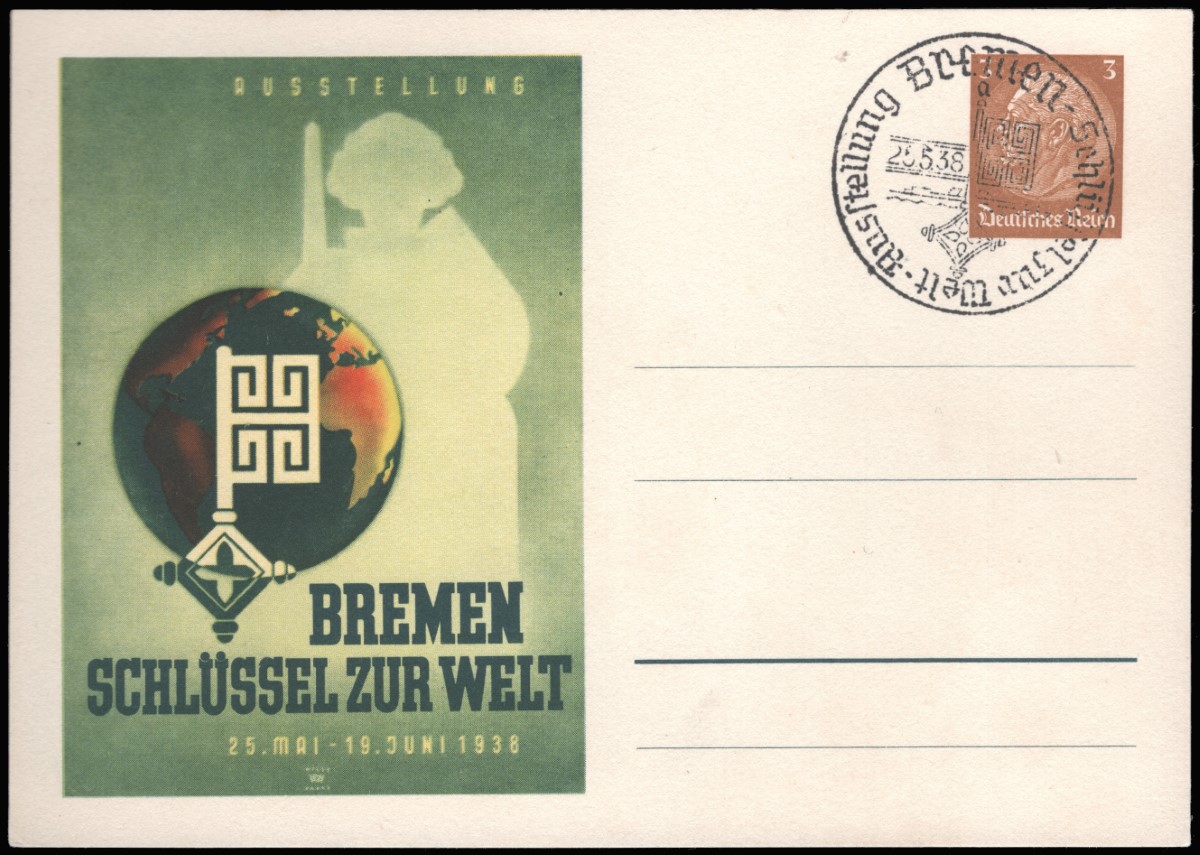 AUSSTELLUNG
BREMEN
SCHLÜSSEL ZUR WELT
25. MAI - 19. JUNI 1938
Bremen-Schlüssel zur Welt·Ausstellung
5.38
3
Deutsches Reich